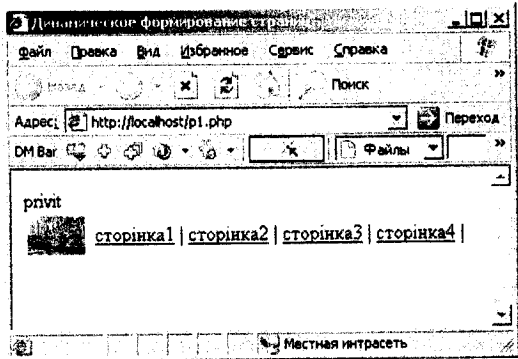 Динамическое формирование страниц
Файл Правка Вид Избранное Сервис Справка
Назад Поиск »
Адрес: http://localhost/p1.php Переход
DM Bar Файлы »
privit
сторінка1 | сторінка2 | сторінка3 | сторінка4 |
Местная интрасеть